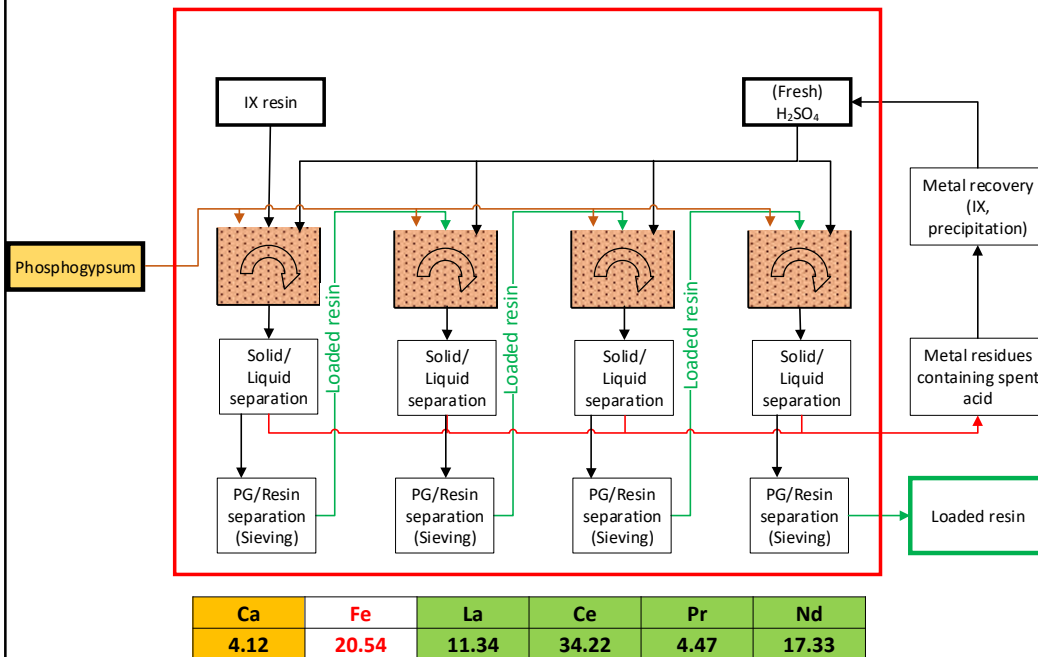 IX resin
(Fresh)
H₂SO₄
Metal recovery
(IX,
precipitation)
Phosphogypsum
Loaded resin
Loaded resin
Loaded resin
Solid/
Liquid
separation
Solid/
Liquid
separation
Solid/
Liquid
separation
Solid/
Liquid
separation
Metal residues
containing spent
acid
PG/Resin
separation
(Sieving)
PG/Resin
separation
(Sieving)
PG/Resin
separation
(Sieving)
PG/Resin
separation
(Sieving)
Loaded resin
Ca Fe La Ce Pr Nd
4.12 20.54 11.34 34.22 4.47 17.33